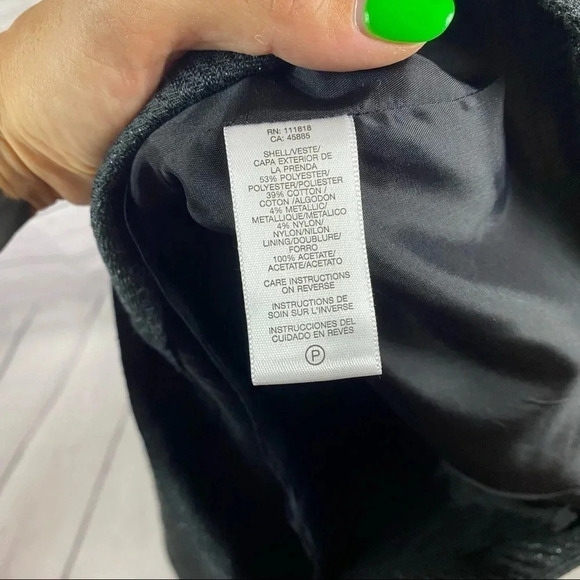 RN: 111818
CA: 45885
SHELL/VESTE/
CAPA EXTERIOR DE
LA PRENDA
53% POLYESTER/
POLYESTER/POLIESTER
39% COTTON/
COTON/ALGODON
4% METALLIC/
METALLIQUE/METALICO
4% NYLON/
NYLON/NILON
LINING/DOUBLURE/
FORRO
100% ACETATE/
ACETATE/ACETATO
CARE INSTRUCTIONS
ON REVERSE
INSTRUCTIONS DE
SOIN SUR L'INVERSE
INSTRUCCIONES DEL
CUIDADO EN REVES
P